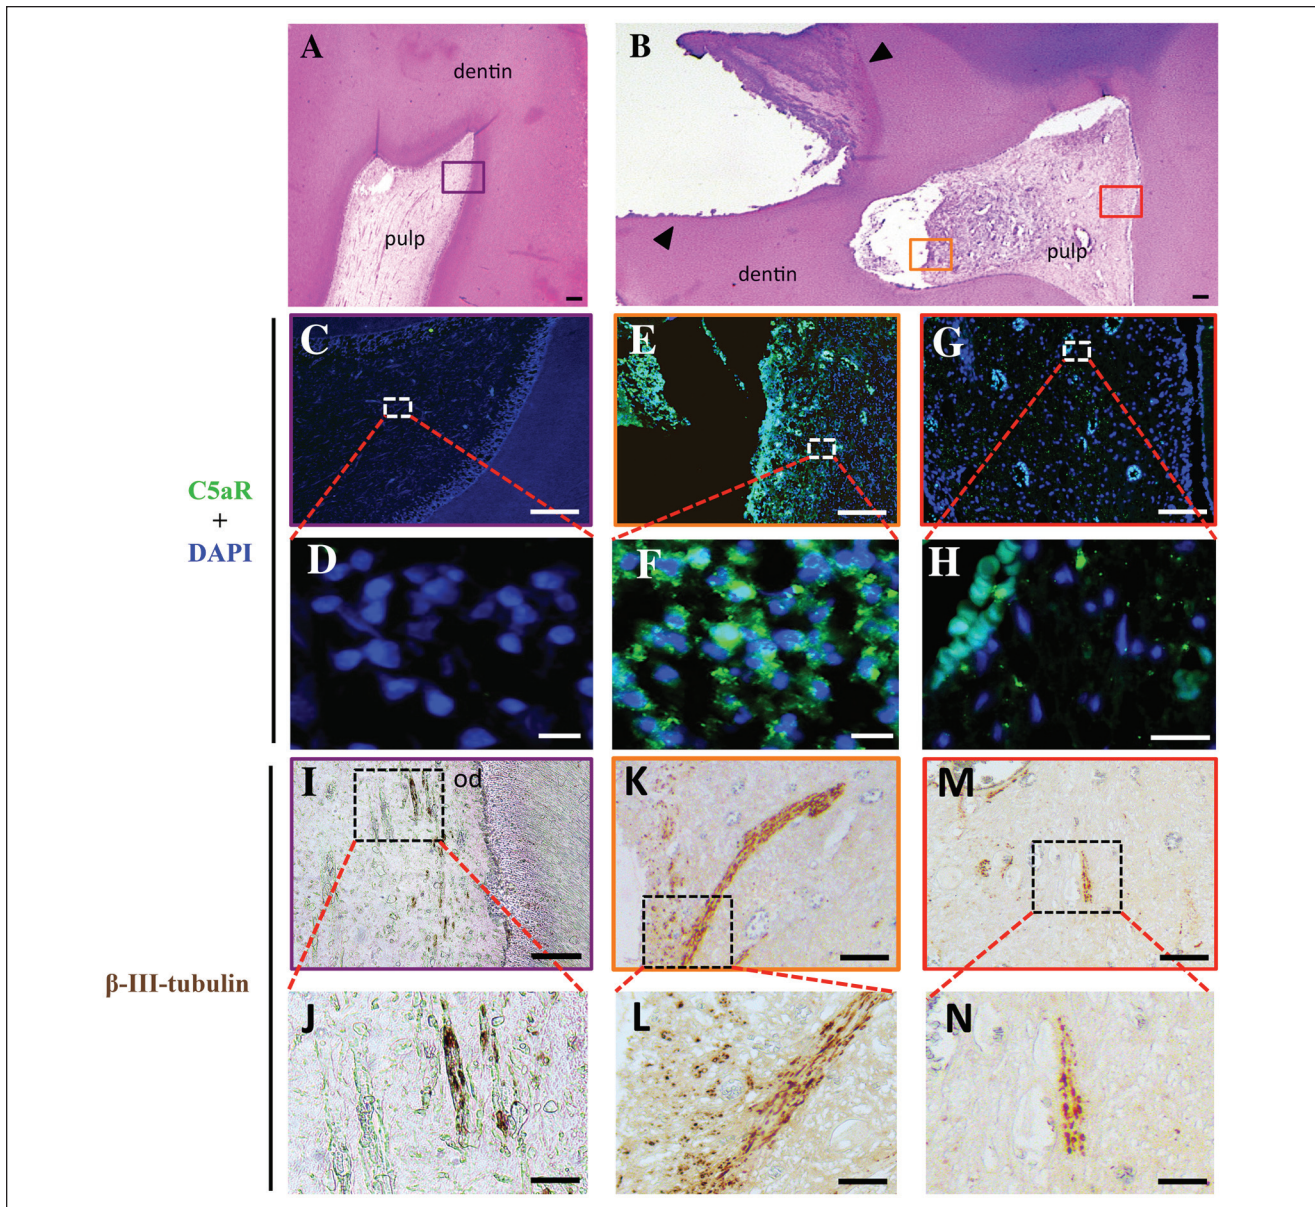 A
dentin
pulp
B
dentin
pulp
C
E
G
C5aR
+
DAPI
D
F
H
I
od
K
M
β-III-tubulin
J
L
N